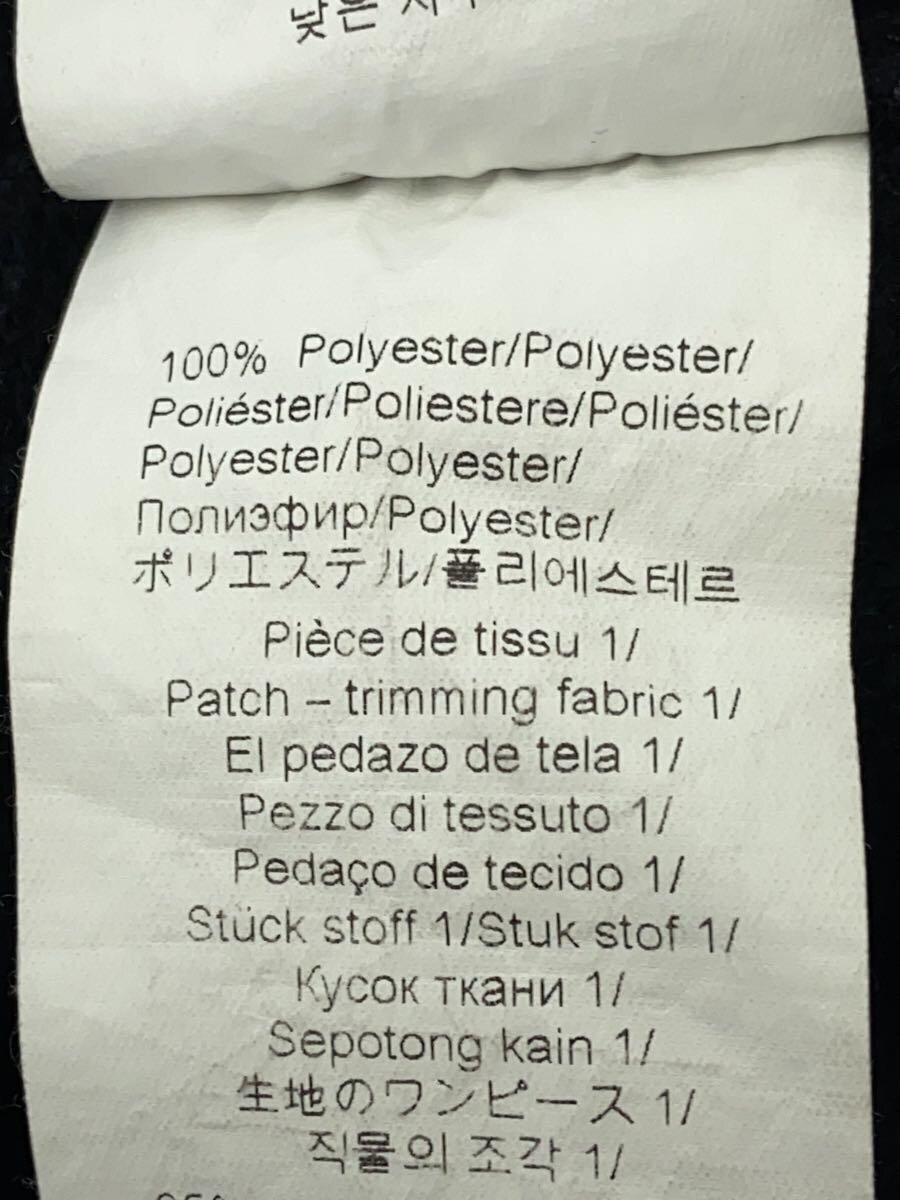 낮은
100% Polyester/Polyester/
Poliéster/Poliestere/Poliéster/
Polyester/Polyester/
Полиэфир/Polyester/
ポリエステル/폴리에스테르
Pièce de tissu 1/
Patch – trimming fabric 1/
El pedazo de tela 1/
Pezzo di tessuto 1/
Pedaço de tecido 1/
Stück stoff 1/Stuk stof 1/
Кусок ткани 1/
Sepotong kain 1/
生地のワンピース 1/
직물의 조각 1/